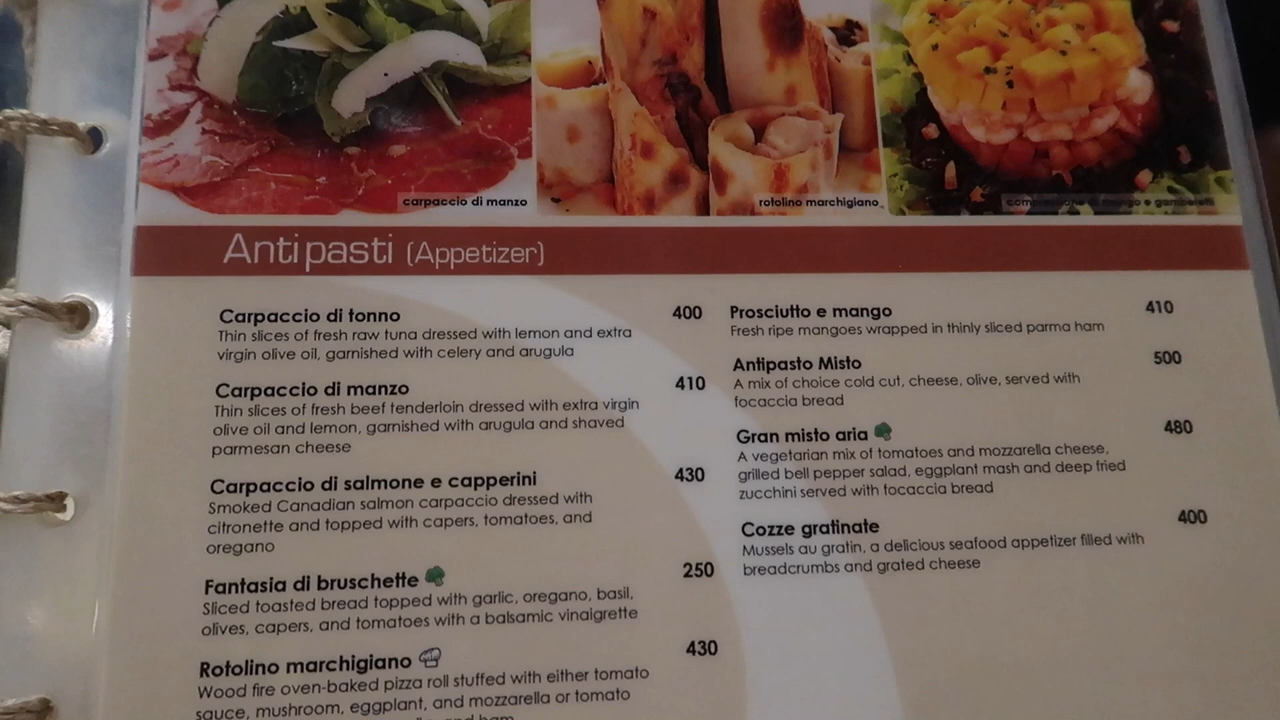 carpaccio di manzo
rotolino marchigiano
compressione di mango e gamberetti
Antipasti (Appetizer)
Carpaccio di tonno 400
Thin slices of fresh raw tuna dressed with lemon and extra
virgin olive oil, garnished with celery and arugula
Carpaccio di manzo 410
Thin slices of fresh beef tenderloin dressed with extra virgin
olive oil and lemon, garnished with arugula and shaved
parmesan cheese
Carpaccio di salmone e capperini 430
Smoked Canadian salmon carpaccio dressed with
citronette and topped with capers, tomatoes, and
oregano
Fantasia di bruschette 250
Sliced toasted bread topped with garlic, oregano, basil,
olives, capers, and tomatoes with a balsamic vinaigrette
Rotolino marchigiano 430
Wood fire oven-baked pizza roll stuffed with either tomato
sauce, mushroom, eggplant, and mozzarella or tomato
and ham
Prosciutto e mango 410
Fresh ripe mangoes wrapped in thinly sliced parma ham
Antipasto Misto 500
A mix of choice cold cut, cheese, olive, served with
focaccia bread
Gran misto aria 480
A vegetarian mix of tomatoes and mozzarella cheese,
grilled bell pepper salad, eggplant mash and deep fried
zucchini served with focaccia bread
Cozze gratinate 400
Mussels au gratin, a delicious seafood appetizer filled with
breadcrumbs and grated cheese